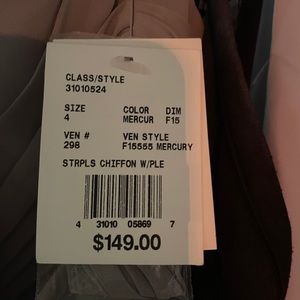 CLASS/STYLE
31010524
SIZE COLOR DIM
4 MERCUR F15
VEN # VEN STYLE
298 F15555 MERCURY
STRPLS CHIFFON W/PLE
4 31010 05869 7
$149.00